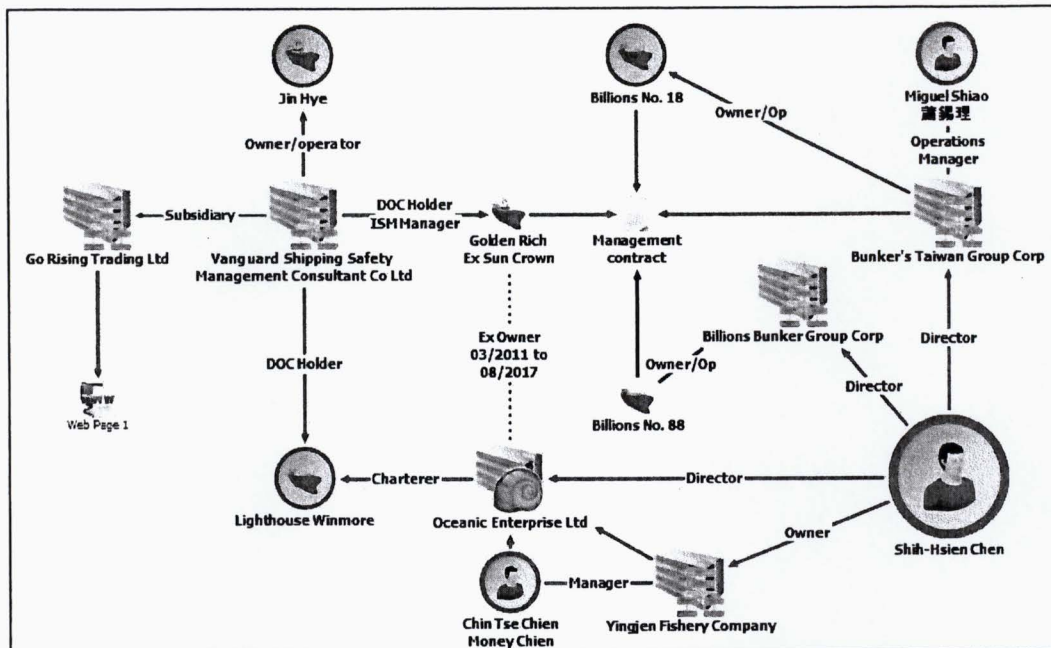 Jin Hye
Billions No. 18
Miguel Shiao
蕭錫理
Owner/operator
Owner/Op
Operations
Manager
Subsidiary
DOC Holder
ISM Manager
Go Rising Trading Ltd
Vanguard Shipping Safety
Management Consultant Co Ltd
Golden Rich
Ex Sun Crown
Management
contract
Bunker's Taiwan Group Corp
Billions Bunker Group Corp
Director
Ex Owner
03/2011 to
08/2017
DOC Holder
Owner/Op
Director
Web Page 1
Billions No. 88
Charterer
Director
Lighthouse Winmore
Oceanic Enterprise Ltd
Owner
Shih-Hsien Chen
Manager
Chin Tse Chien
Money Chien
Yingjen Fishery Company